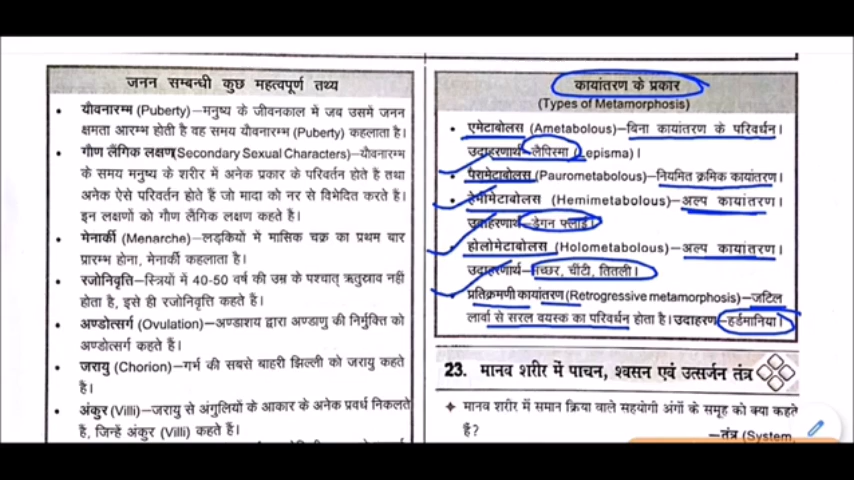 जनन सम्बन्धी कुछ महत्वपूर्ण तथ्य
• यौवनारम्भ (Puberty)–मनुष्य के जीवनकाल में जब उसमें जनन
क्षमता आरम्भ होती है वह समय यौवनारम्भ (Puberty) कहलाता है।
• गौण लैंगिक लक्षण(Secondary Sexual Characters)–यौवनारम्भ
के समय मनुष्य के शरीर में अनेक प्रकार के परिवर्तन होते है तथा
अनेक ऐसे परिवर्तन होते हैं जो मादा को नर से विभेदित करते हैं।
इन लक्षणों को गौण लैंगिक लक्षण कहते है।
• मेनार्की (Menarche)–लड़कियों में मासिक चक्र का प्रथम बार
प्रारम्भ होना, मेनार्की कहलाता है।
• रजोनिवृत्ति–स्त्रियों में 40-50 वर्ष की उम्र के पश्चात् ऋतुस्राव नहीं
होता है, इसे ही रजोनिवृत्ति कहते है।
• अण्डोत्सर्ग (Ovulation)–अण्डाशय द्वारा अण्डाणु की निर्मुक्ति को
अण्डोत्सर्ग कहते हैं।
• जरायु (Chorion)–गर्भ की सबसे बाहरी झिल्ली को जरायु कहते
है।
• अंकुर (Villi)–जरायु से अंगुलियों के आकार के अनेक प्रवर्ध निकलते
हैं, जिन्हें अंकुर (Villi) कहते हैं।
कायांतरण के प्रकार
(Types of Metamorphosis)
• एमेटाबोलस (Ametabolous)–बिना कायांतरण के परिवर्धन।
उदाहरणार्थ–लेपिस्मा (Lepisma)।
• पैरामेटाबोलस (Paurometabolous)–नियमित क्रमिक कायांतरण।
• हेमीमेटाबोलस (Hemimetabolous)–अल्प कायांतरण।
उदाहरणार्थ–ड्रेगन फ्लाई।
• होलोमेटाबोलस (Holometabolous)–अल्प कायांतरण।
उदाहरणार्थ–मच्छर, चींटी, तितली।
• प्रतिक्रमणी कायांतरण (Retrogressive metamorphosis)–जटिल
लार्वा से सरल वयस्क का परिवर्धन होता है। उदाहरण–हर्डमानिया।
23. मानव शरीर में पाचन, श्वसन एवं उत्सर्जन तंत्र
✦ मानव शरीर में समान क्रिया वाले सहयोगी अंगों के समूह को क्या कहते
हैं?
–तंत्र (System,